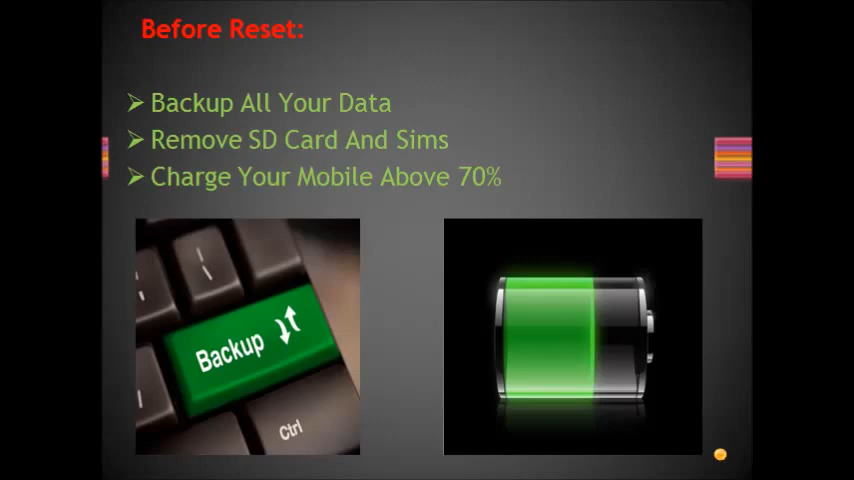 Before Reset:
➢ Backup All Your Data
➢ Remove SD Card And Sims
➢ Charge Your Mobile Above 70%
Backup
Ctrl